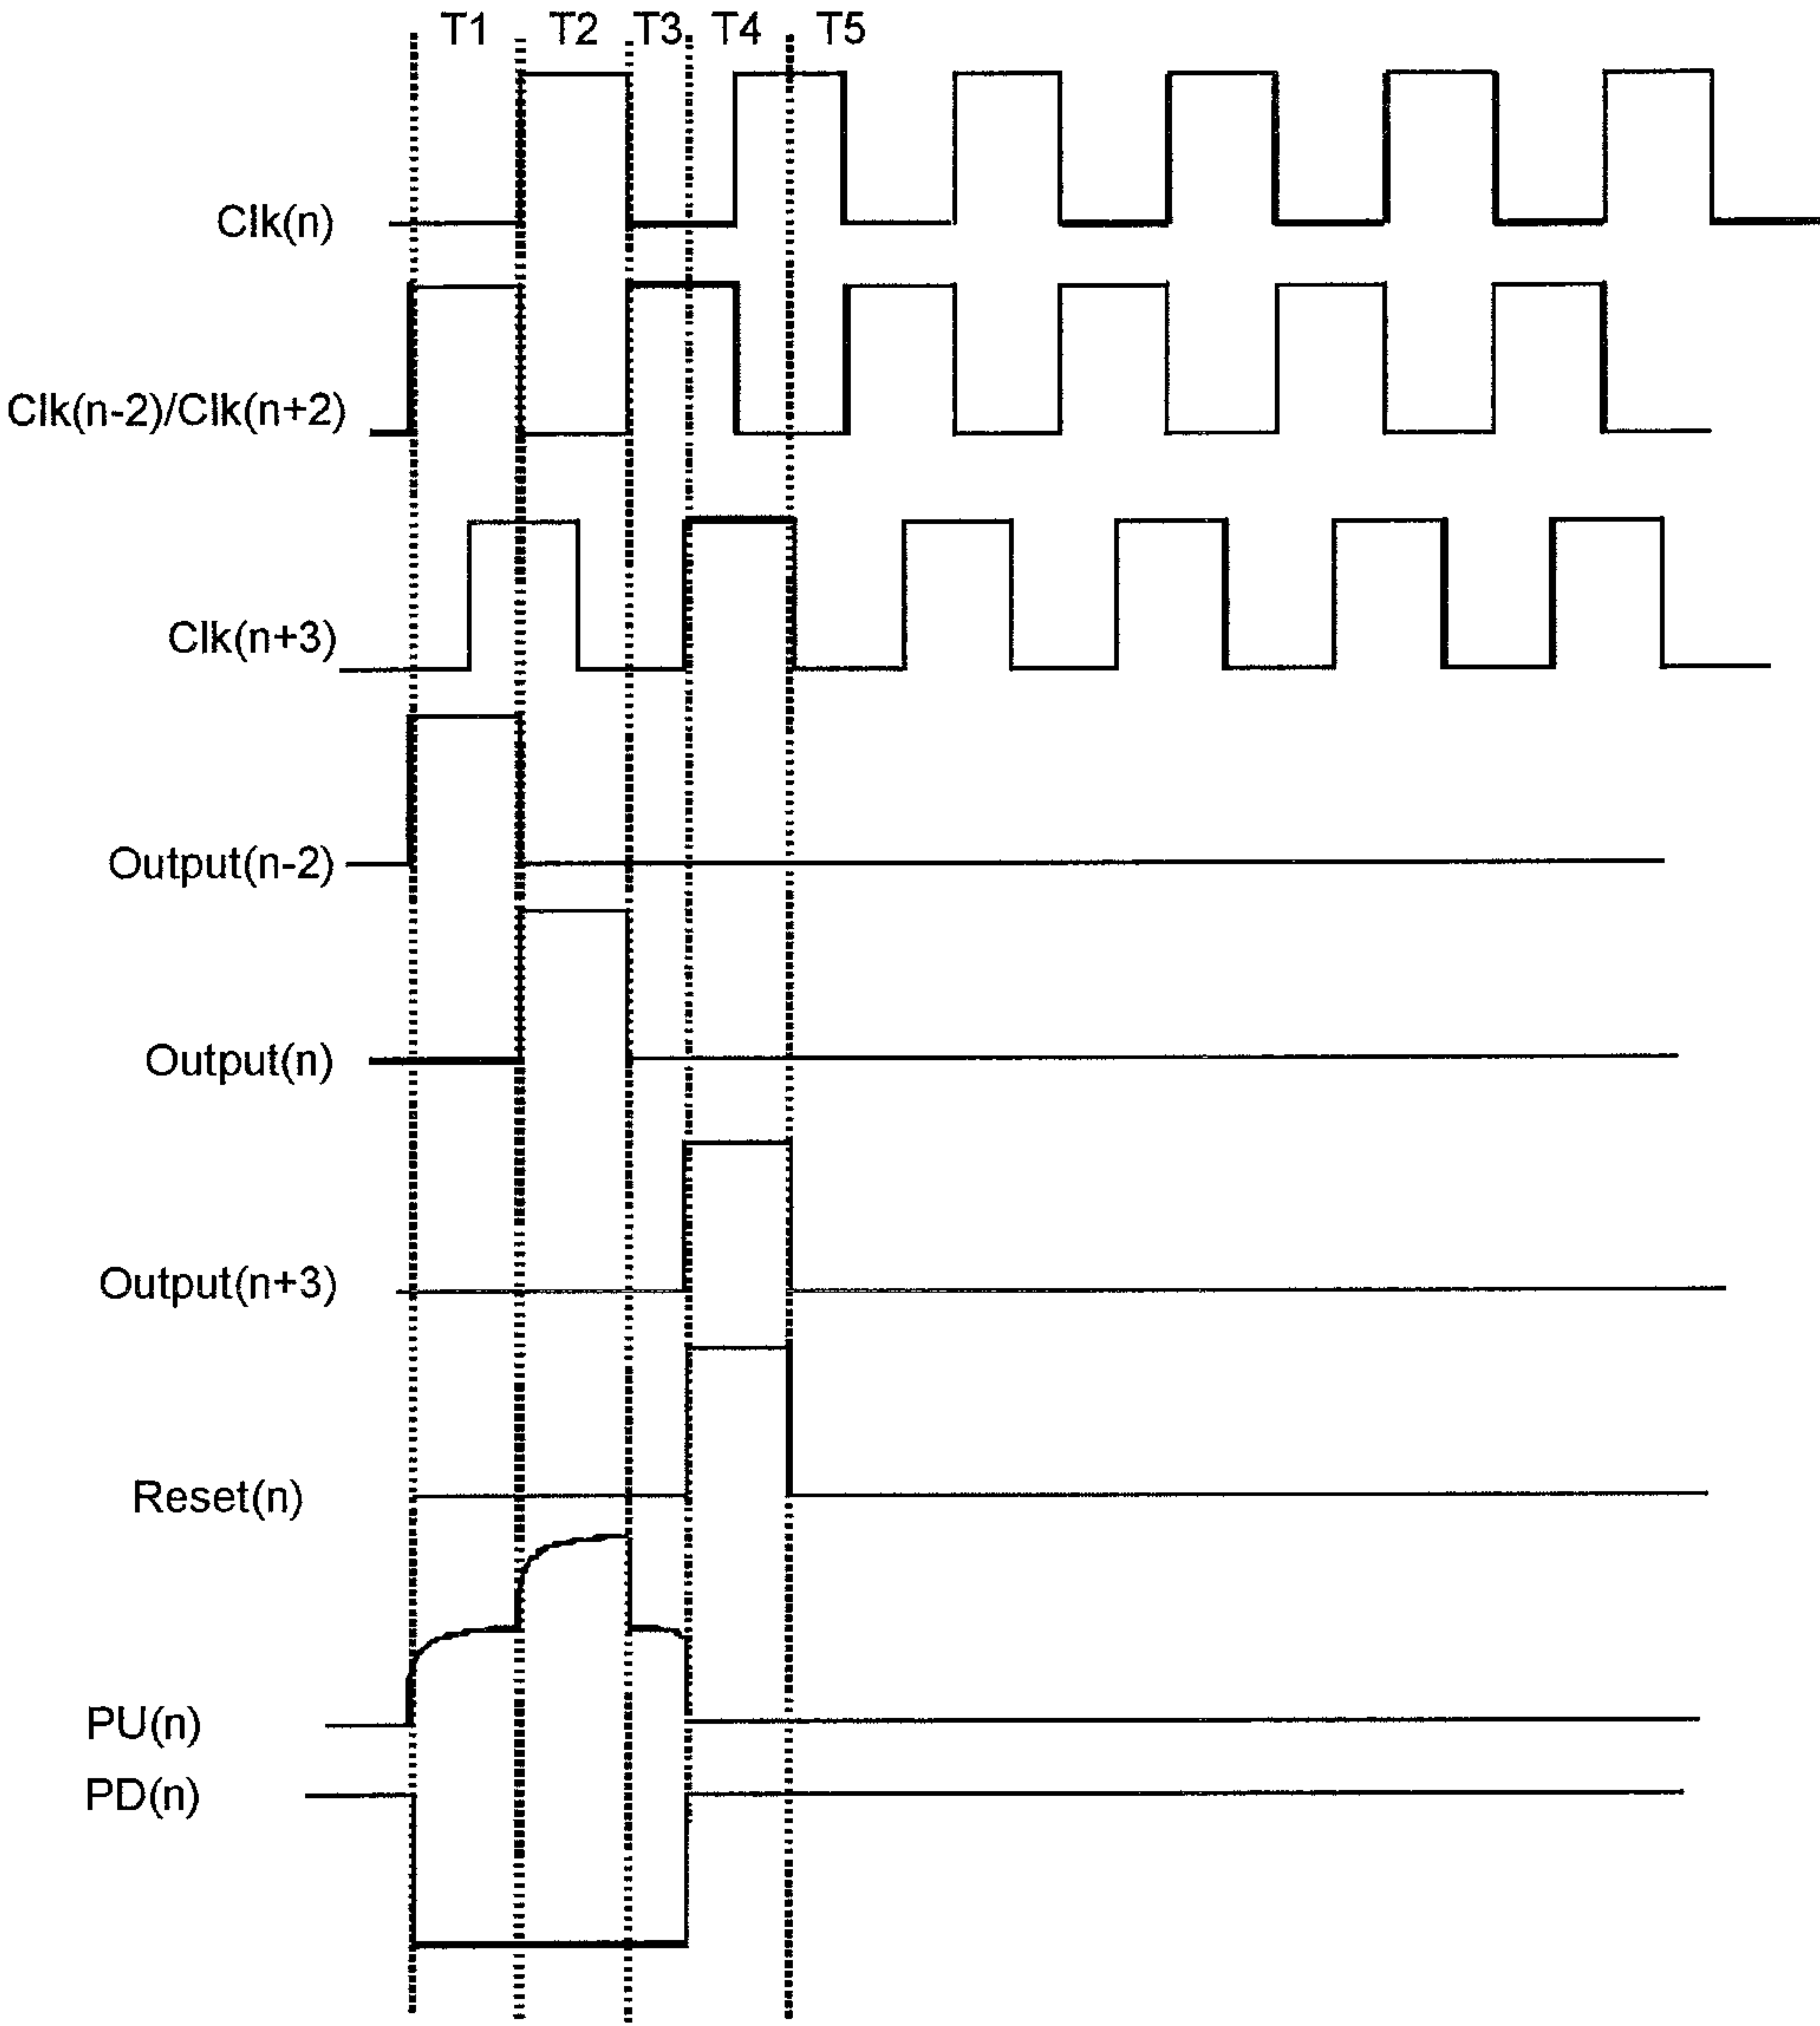 T1 T2 T3 T4 T5
Clk(n)
Clk(n-2)/Clk(n+2)
Clk(n+3)
Output(n-2)
Output(n)
Output(n+3)
Reset(n)
PU(n)
PD(n)